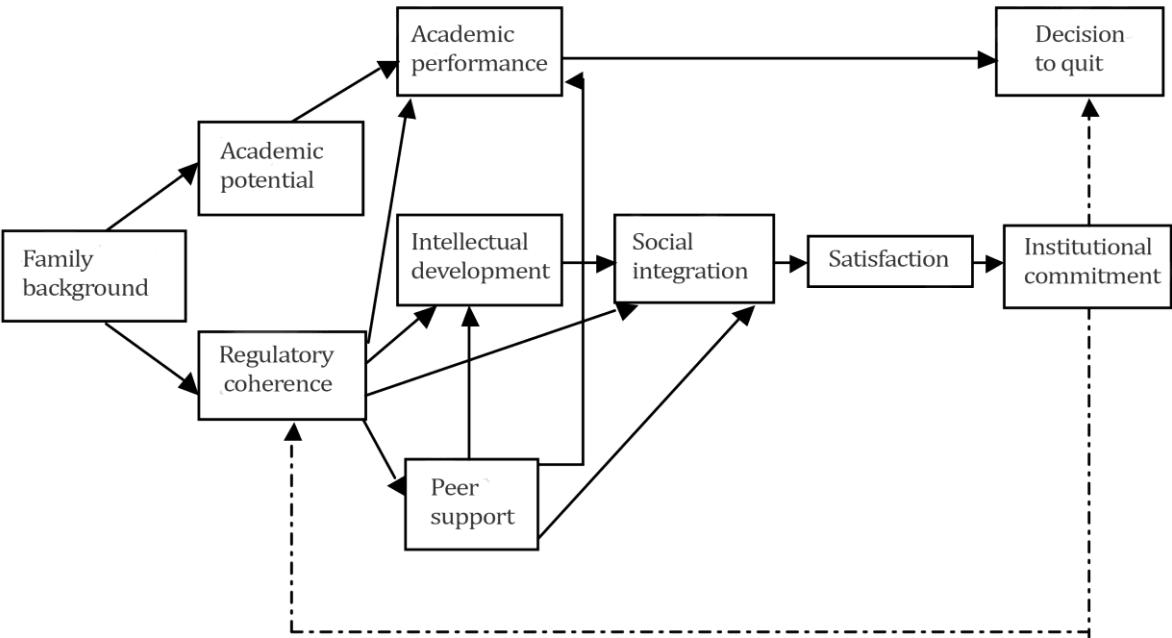 Academic
performance
Decision
to quit
Academic
potential
Family
background
Intellectual
development
Social
integration
Satisfaction
Institutional
commitment
Regulatory
coherence
Peer
support